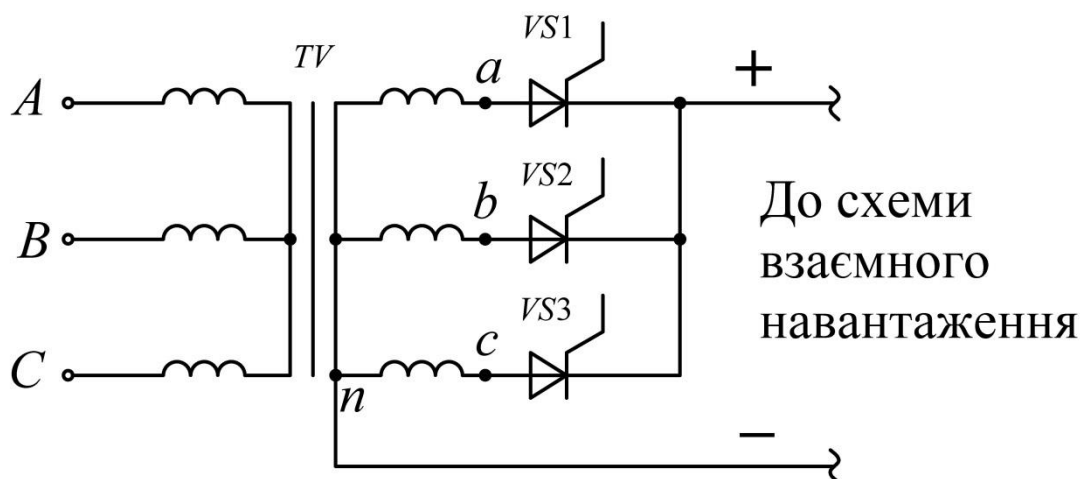 TV
VS1
a
A
+
VS2
b
B
До схеми
взаємного
навантаження
VS3
c
C
n
−